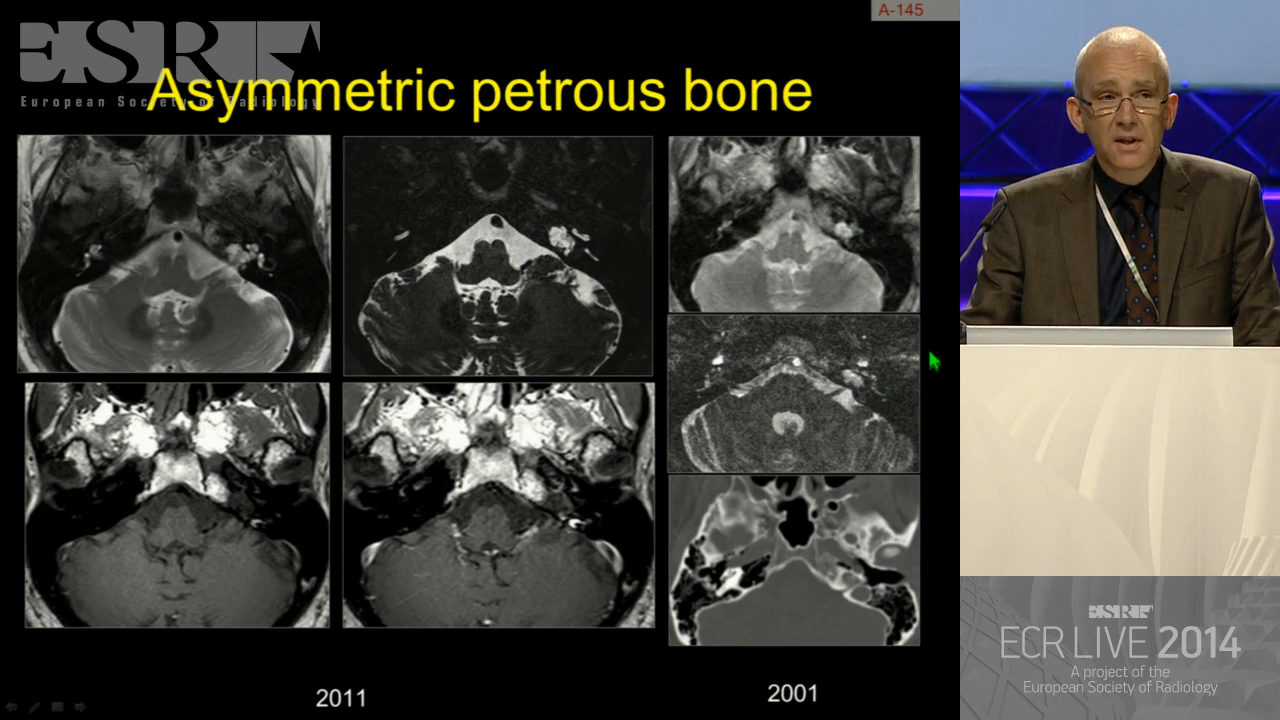 A-145
ESR
European Society of Radiology
Asymmetric petrous bone
2011
2001
ESR
ECR LIVE 2014
A project of the
European Society of Radiology